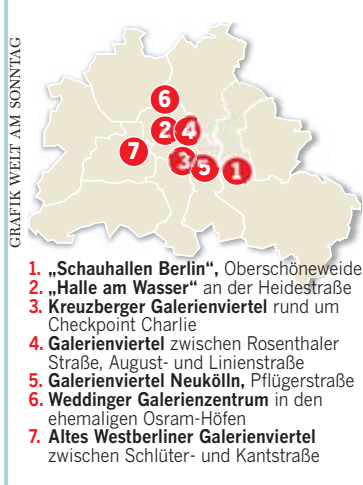 GRAFIK WELT AM SONNTAG
6
2 4
7
3 5 1
1. „Schauhallen Berlin“, Oberschöneweide
2. „Halle am Wasser“ an der Heidestraße
3. Kreuzberger Galerienviertel rund um
Checkpoint Charlie
4. Galerienviertel zwischen Rosenthaler
Straße, August- und Linienstraße
5. Galerienviertel Neukölln, Pflügerstraße
6. Weddinger Galerienzentrum in den
ehemaligen Osram-Höfen
7. Altes Westberliner Galerienviertel
zwischen Schlüter- und Kantstraße